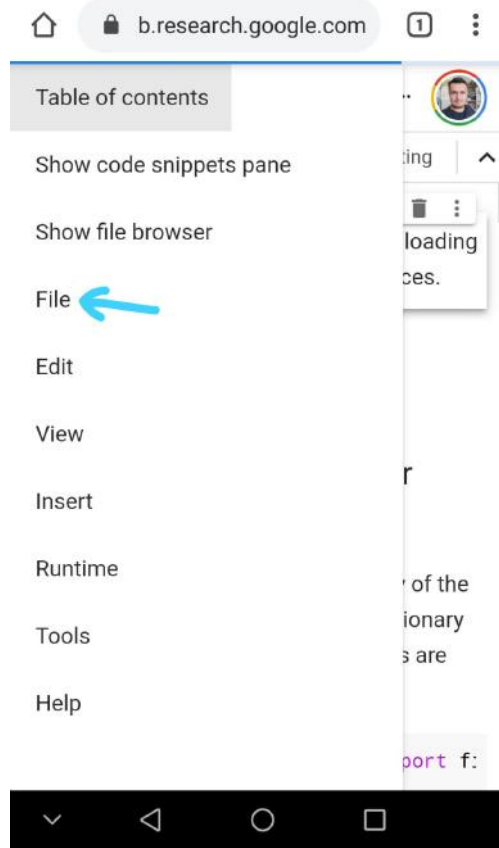 b.research.google.com
1
Table of contents
Show code snippets pane
ting
Show file browser
loading
ces.
File
Edit
View
r
Insert
Runtime
of the
ionary
Tools
s are
Help
port f: